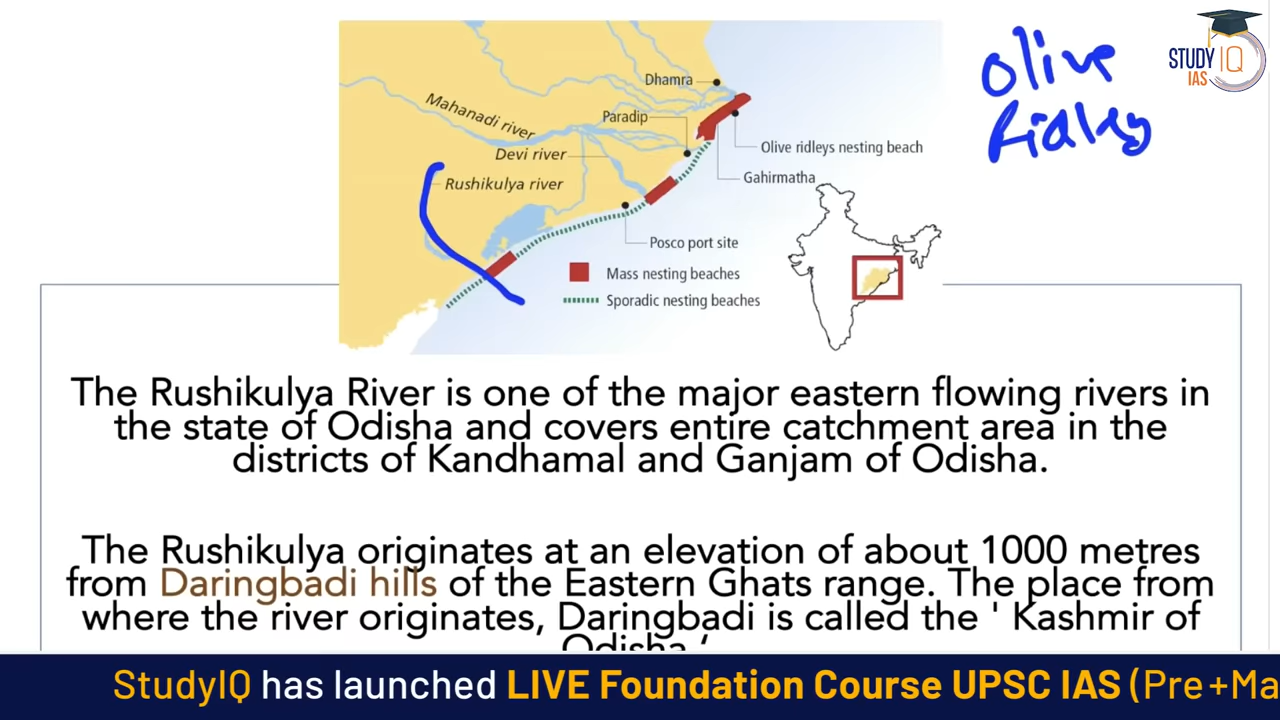 Olive
Ridley
STUDY IQ
IAS
Dhamra
Mahanadi river
Paradip
Devi river
Olive ridleys nesting beach
Rushikulya river
Gahirmatha
Posco port site
Mass nesting beaches
Sporadic nesting beaches
The Rushikulya River is one of the major eastern flowing rivers in
the state of Odisha and covers entire catchment area in the
districts of Kandhamal and Ganjam of Odisha.
The Rushikulya originates at an elevation of about 1000 metres
from Daringbadi hills of the Eastern Ghats range. The place from
where the river originates, Daringbadi is called the ' Kashmir of
Odisha.‘
StudyIQ has launched LIVE Foundation Course UPSC IAS (Pre+Ma